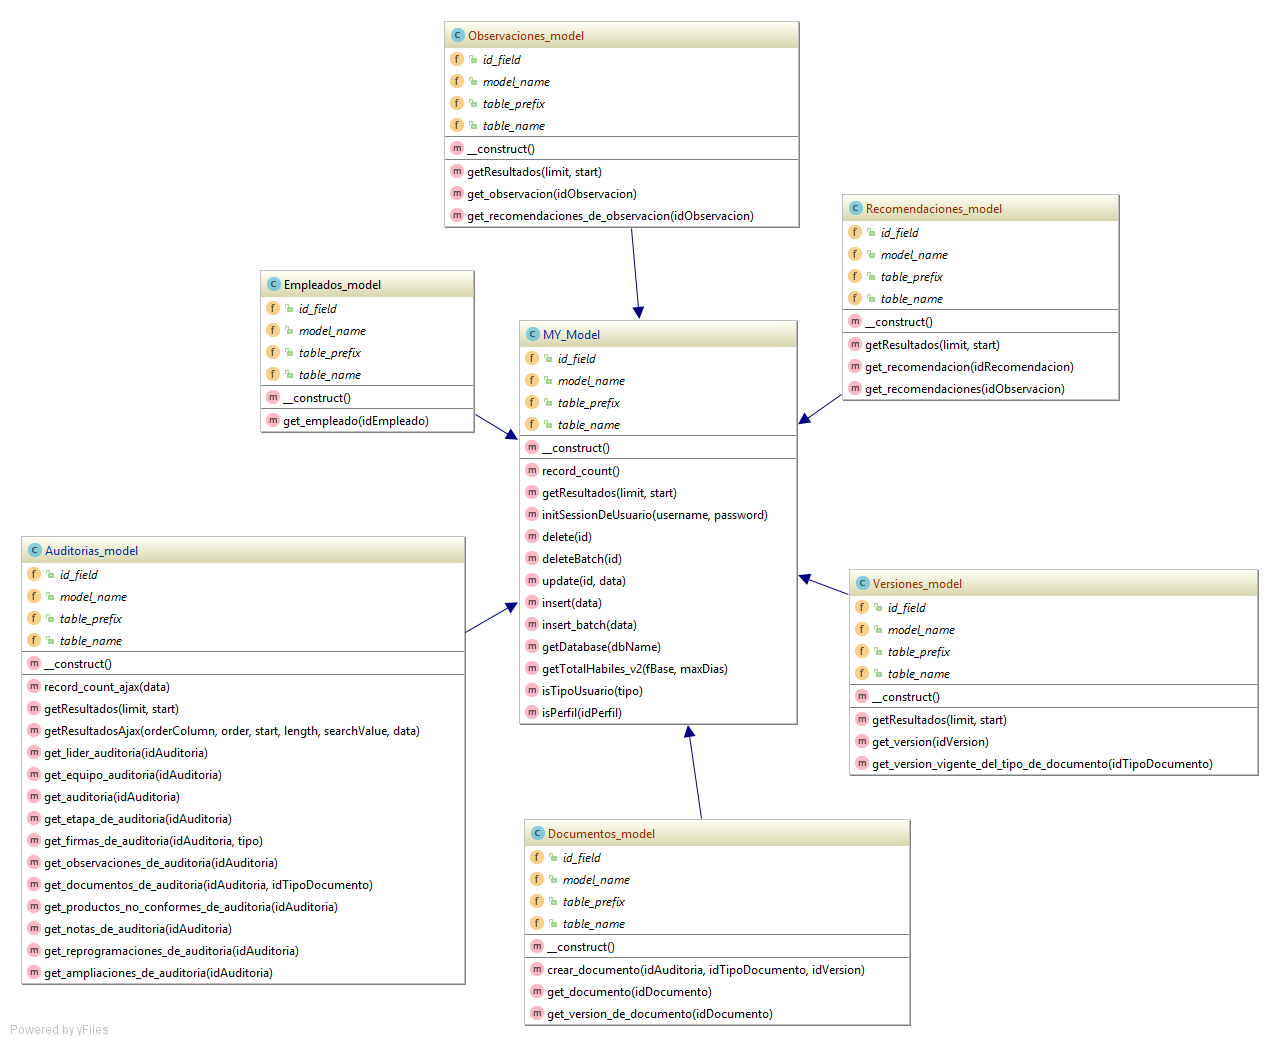 Observaciones_model
id_field
model_name
table_prefix
table_name
__construct()
getResultados(limit, start)
get_observacion(idObservacion)
get_recomendaciones_de_observacion(idObservacion)
Recomendaciones_model
id_field
model_name
table_prefix
table_name
__construct()
getResultados(limit, start)
get_recomendacion(idRecomendacion)
get_recomendaciones(idObservacion)
Empleados_model
id_field
model_name
table_prefix
table_name
__construct()
get_empleado(idEmpleado)
MY_Model
id_field
model_name
table_prefix
table_name
__construct()
record_count()
getResultados(limit, start)
initSessionDeUsuario(username, password)
delete(id)
deleteBatch(id)
update(id, data)
insert(data)
insert_batch(data)
getDatabase(dbName)
getTotalHabiles_v2(fBase, maxDias)
isTipoUsuario(tipo)
isPerfil(idPerfil)
Auditorias_model
id_field
model_name
table_prefix
table_name
__construct()
record_count_ajax(data)
getResultados(limit, start)
getResultadosAjax(orderColumn, order, start, length, searchValue, data)
get_lider_auditoria(idAuditoria)
get_equipo_auditoria(idAuditoria)
get_auditoria(idAuditoria)
get_etapa_de_auditoria(idAuditoria)
get_firmas_de_auditoria(idAuditoria, tipo)
get_observaciones_de_auditoria(idAuditoria)
get_documentos_de_auditoria(idAuditoria, idTipoDocumento)
get_productos_no_conformes_de_auditoria(idAuditoria)
get_notas_de_auditoria(idAuditoria)
get_reprogramaciones_de_auditoria(idAuditoria)
get_ampliaciones_de_auditoria(idAuditoria)
Versiones_model
id_field
model_name
table_prefix
table_name
__construct()
getResultados(limit, start)
get_version(idVersion)
get_version_vigente_del_tipo_de_documento(idTipoDocumento)
Documentos_model
id_field
model_name
table_prefix
table_name
__construct()
crear_documento(idAuditoria, idTipoDocumento, idVersion)
get_documento(idDocumento)
get_version_de_documento(idDocumento)
Powered by yFiles